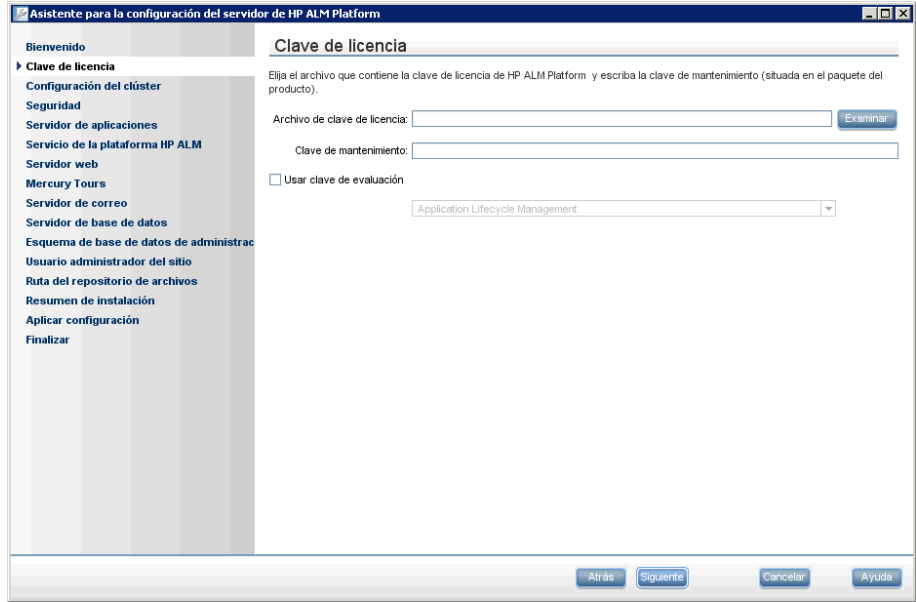 Asistente para la configuración del servidor de HP ALM Platform
Bienvenido
Clave de licencia
Configuración del clúster
Seguridad
Servidor de aplicaciones
Servicio de la plataforma HP ALM
Servidor web
Mercury Tours
Servidor de correo
Servidor de base de datos
Esquema de base de datos de administrac
Usuario administrador del sitio
Ruta del repositorio de archivos
Resumen de instalación
Aplicar configuración
Finalizar
Clave de licencia
Elija el archivo que contiene la clave de licencia de HP ALM Platform y escriba la clave de mantenimiento (situada en el paquete del
producto).
Archivo de clave de licencia:
Examinar
Clave de mantenimiento:
Usar clave de evaluación
Application Lifecycle Management
Atrás
Siguiente
Cancelar
Ayuda